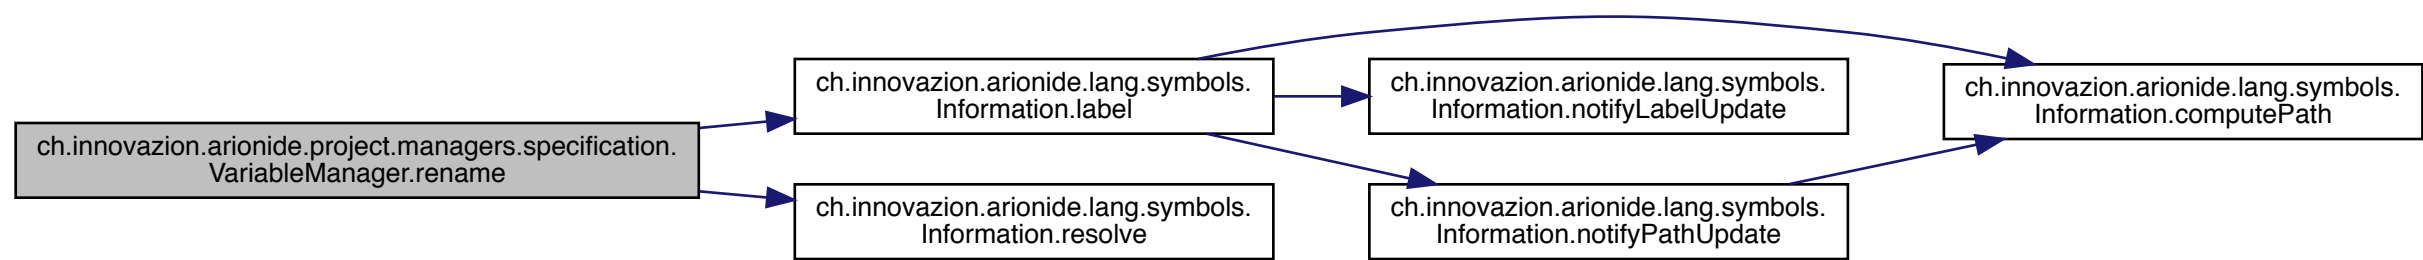 ch.innovazion.arionide.project.managers.specification.
VariableManager.rename
ch.innovazion.arionide.lang.symbols.
Information.label
ch.innovazion.arionide.lang.symbols.
Information.resolve
ch.innovazion.arionide.lang.symbols.
Information.notifyLabelUpdate
ch.innovazion.arionide.lang.symbols.
Information.notifyPathUpdate
ch.innovazion.arionide.lang.symbols.
Information.computePath